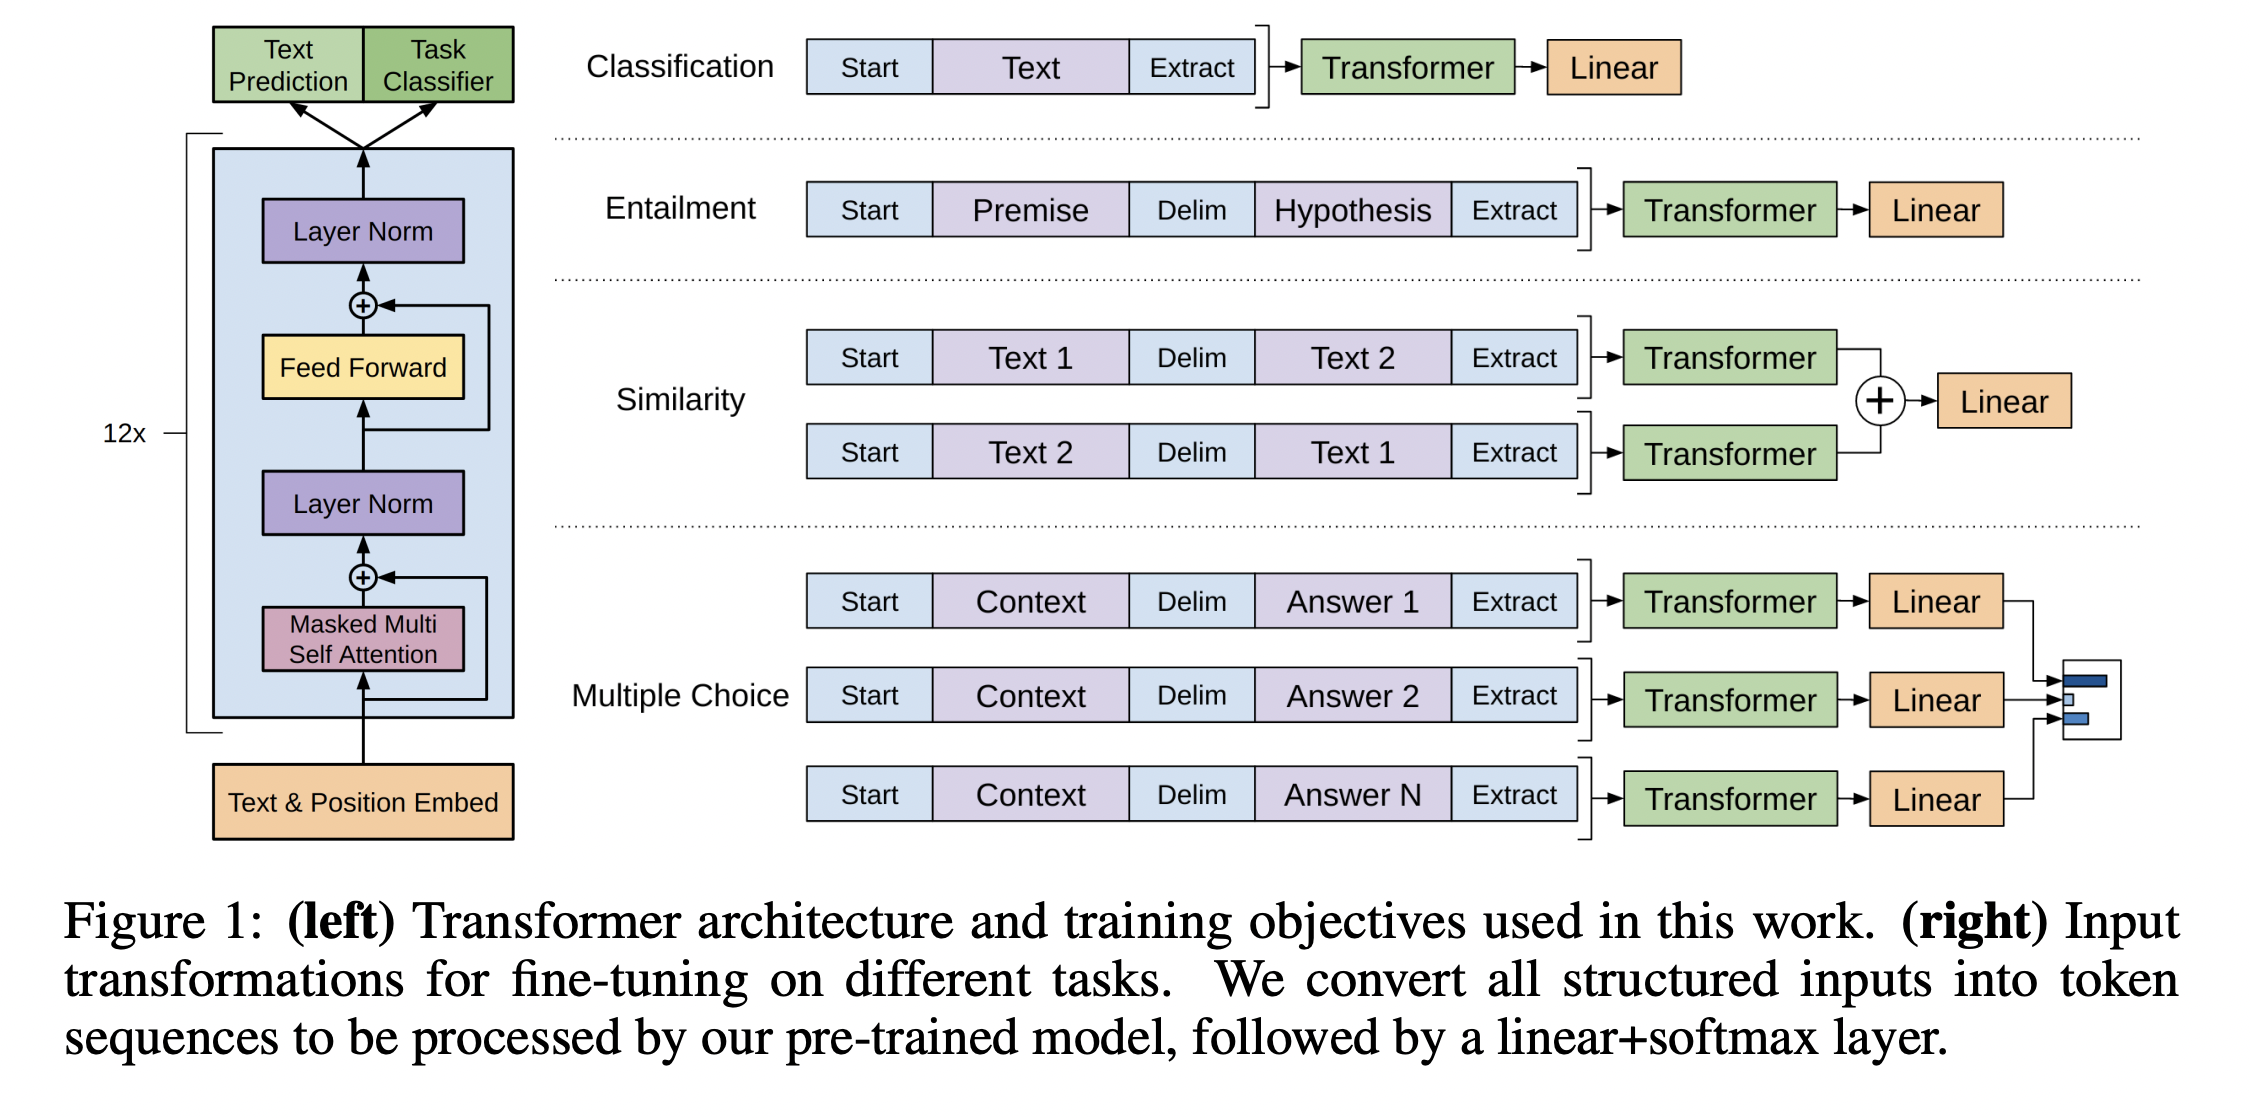 Text
Prediction
Task
Classifier
Layer Norm
Feed Forward
12x
Layer Norm
Masked Multi
Self Attention
Text & Position Embed
Classification
Start Text Extract Transformer Linear
Entailment
Start Premise Delim Hypothesis Extract Transformer Linear
Similarity
Start Text 1 Delim Text 2 Extract Transformer
Start Text 2 Delim Text 1 Extract Transformer
Linear
Multiple Choice
Start Context Delim Answer 1 Extract Transformer Linear
Start Context Delim Answer 2 Extract Transformer Linear
Start Context Delim Answer N Extract Transformer Linear
Figure 1: (left) Transformer architecture and training objectives used in this work. (right) Input
transformations for fine-tuning on different tasks. We convert all structured inputs into token
sequences to be processed by our pre-trained model, followed by a linear+softmax layer.